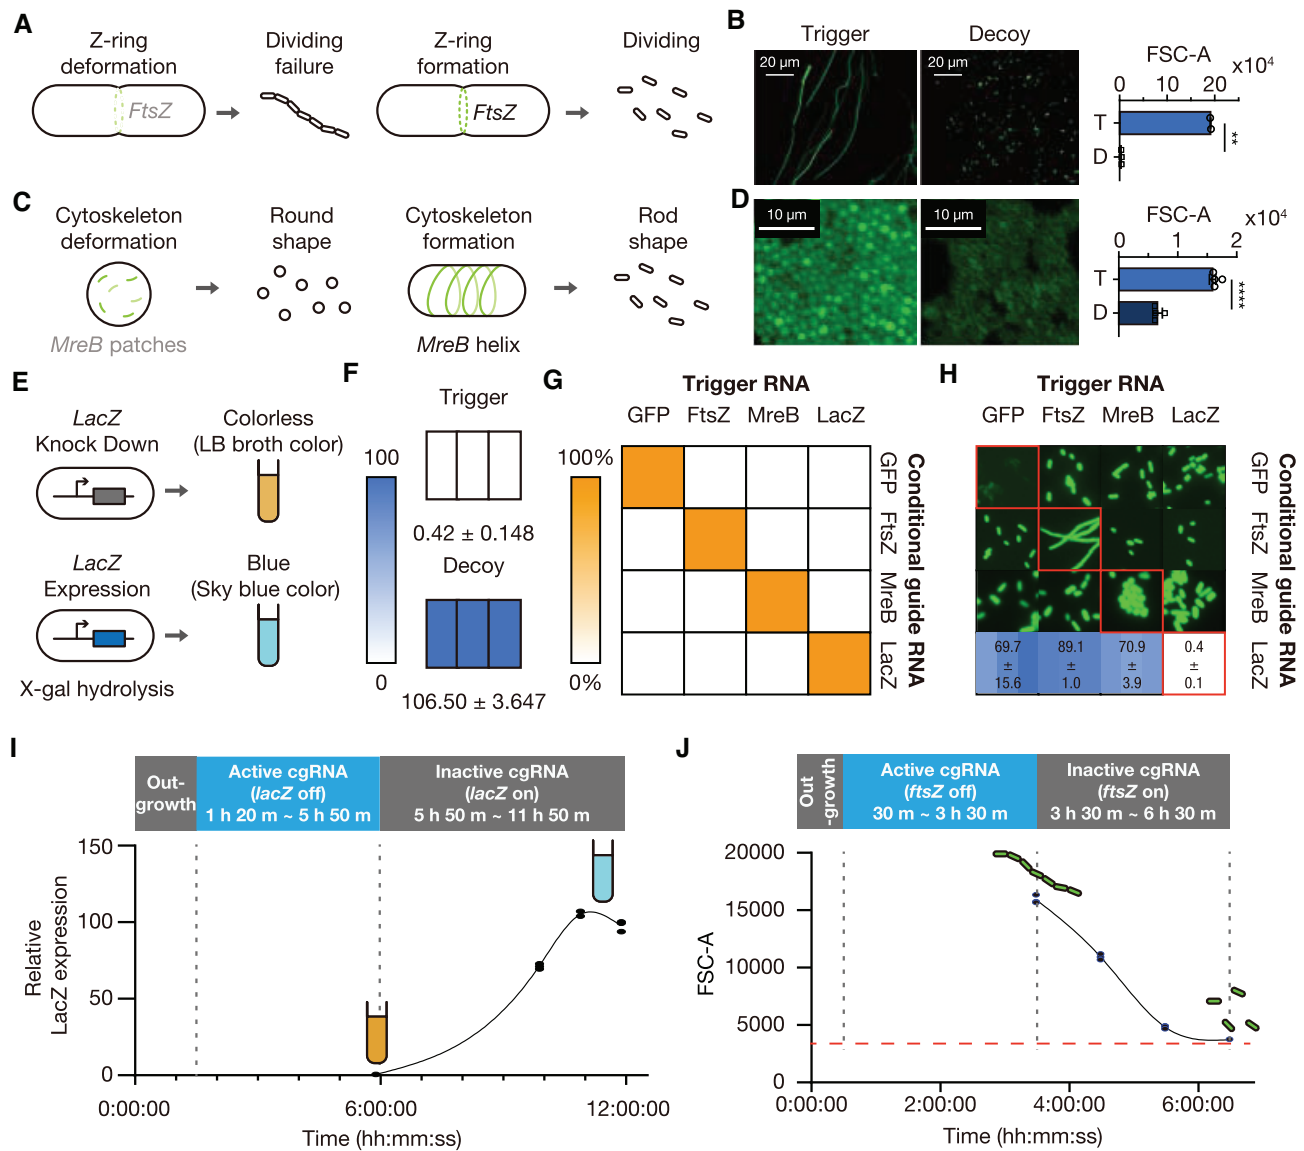 A
Z-ring
deformation
FtsZ
Dividing
failure
Z-ring
formation
FtsZ
Dividing
B
Trigger
Decoy
20 µm
20 µm
FSC-A
x10⁴
0 10 20
T
D
**
C
Cytoskeleton
deformation
MreB patches
Round
shape
Cytoskeleton
formation
MreB helix
Rod
shape
D
10 µm
10 µm
FSC-A
x10⁴
0 1 2
T
D
****
E
LacZ
Knock Down
Colorless
(LB broth color)
LacZ
Expression
Blue
(Sky blue color)
X-gal hydrolysis
F
100
0
Trigger
0.42 ± 0.148
Decoy
106.50 ± 3.647
G
Trigger RNA
GFP FtsZ MreB LacZ
100%
0%
GFP
FtsZ
MreB
LacZ
Conditional guide RNA
H
Trigger RNA
GFP FtsZ MreB LacZ
GFP
FtsZ
MreB
LacZ
Conditional guide RNA
69.7 89.1 70.9 0.4
± ± ± ±
15.6 1.0 3.9 0.1
I
Out-
growth
Active cgRNA
(lacZ off)
1 h 20 m ~ 5 h 50 m
Inactive cgRNA
(lacZ on)
5 h 50 m ~ 11 h 50 m
Relative
LacZ expression
150
100
50
0
0:00:00 6:00:00 12:00:00
Time (hh:mm:ss)
J
Out
-growth
Active cgRNA
(ftsZ off)
30 m ~ 3 h 30 m
Inactive cgRNA
(ftsZ on)
3 h 30 m ~ 6 h 30 m
FSC-A
20000
15000
10000
5000
0
0:00:00 2:00:00 4:00:00 6:00:00
Time (hh:mm:ss)